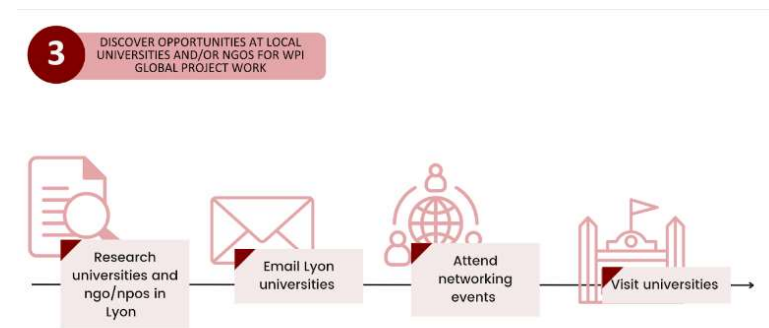 3
DISCOVER OPPORTUNITIES AT LOCAL
UNIVERSITIES AND/OR NGOS FOR WPI
GLOBAL PROJECT WORK
Research
universities and
ngo/npos in
Lyon
Email Lyon
universities
Attend
networking
events
Visit universities